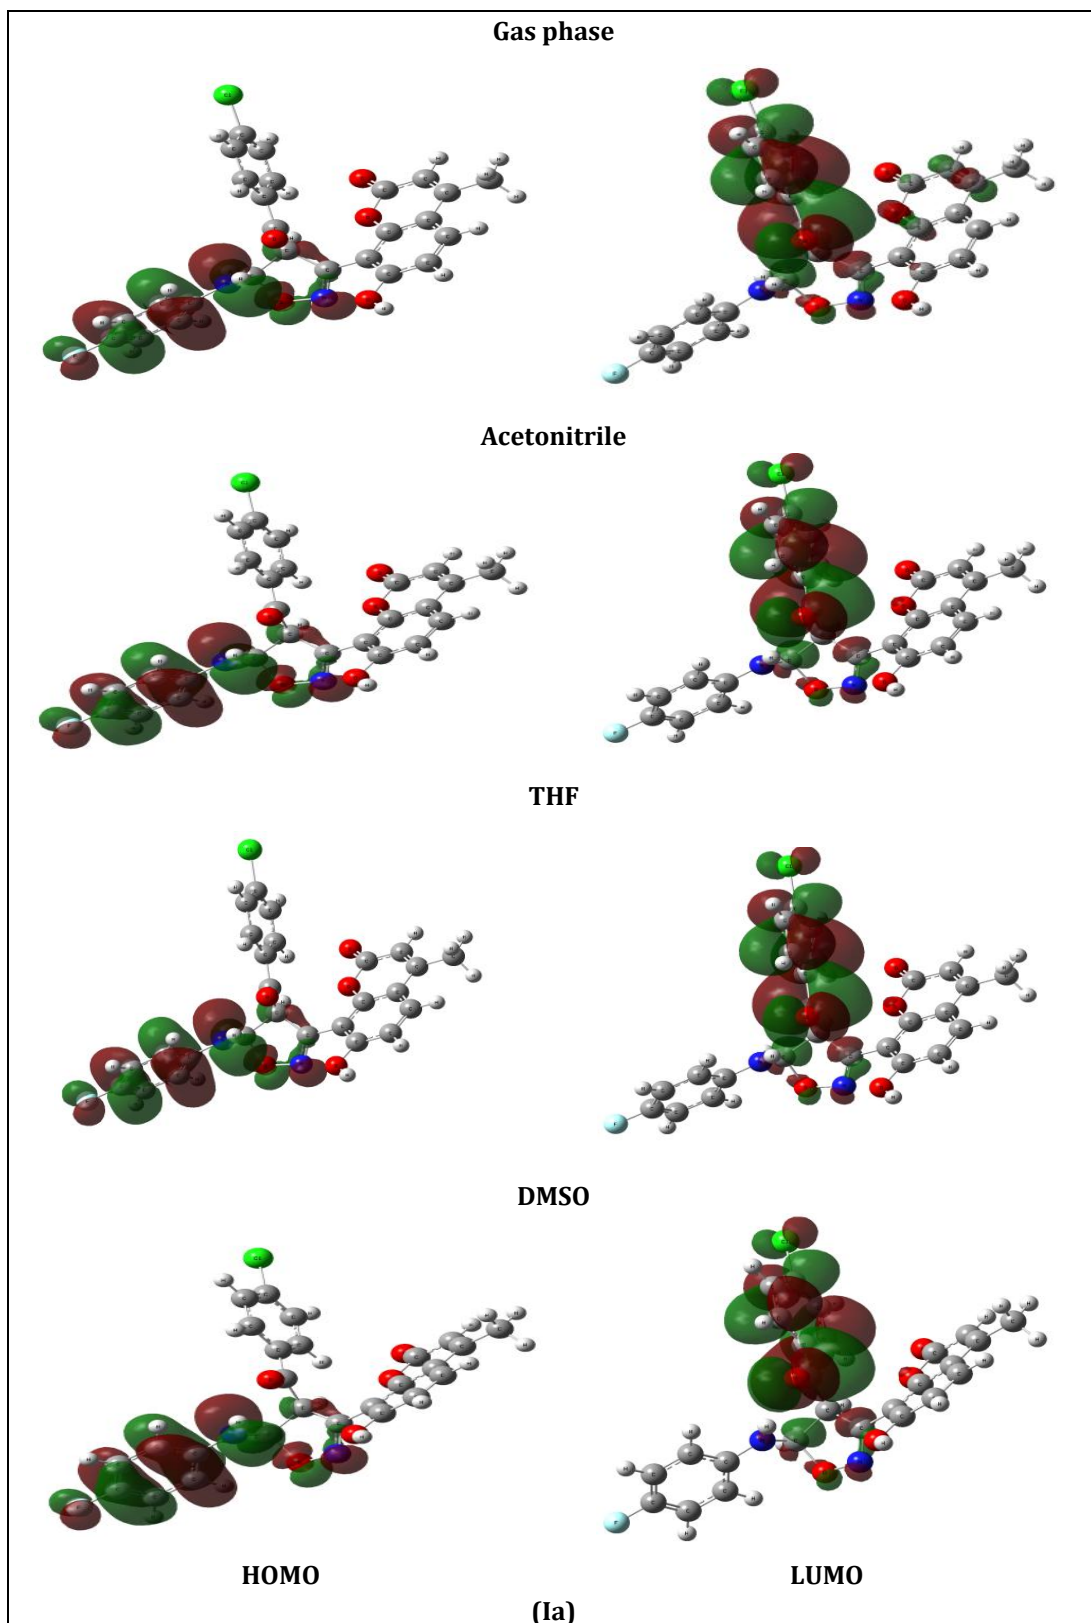 Gas phase
Acetonitrile
THF
DMSO
HOMO LUMO
(Ia)